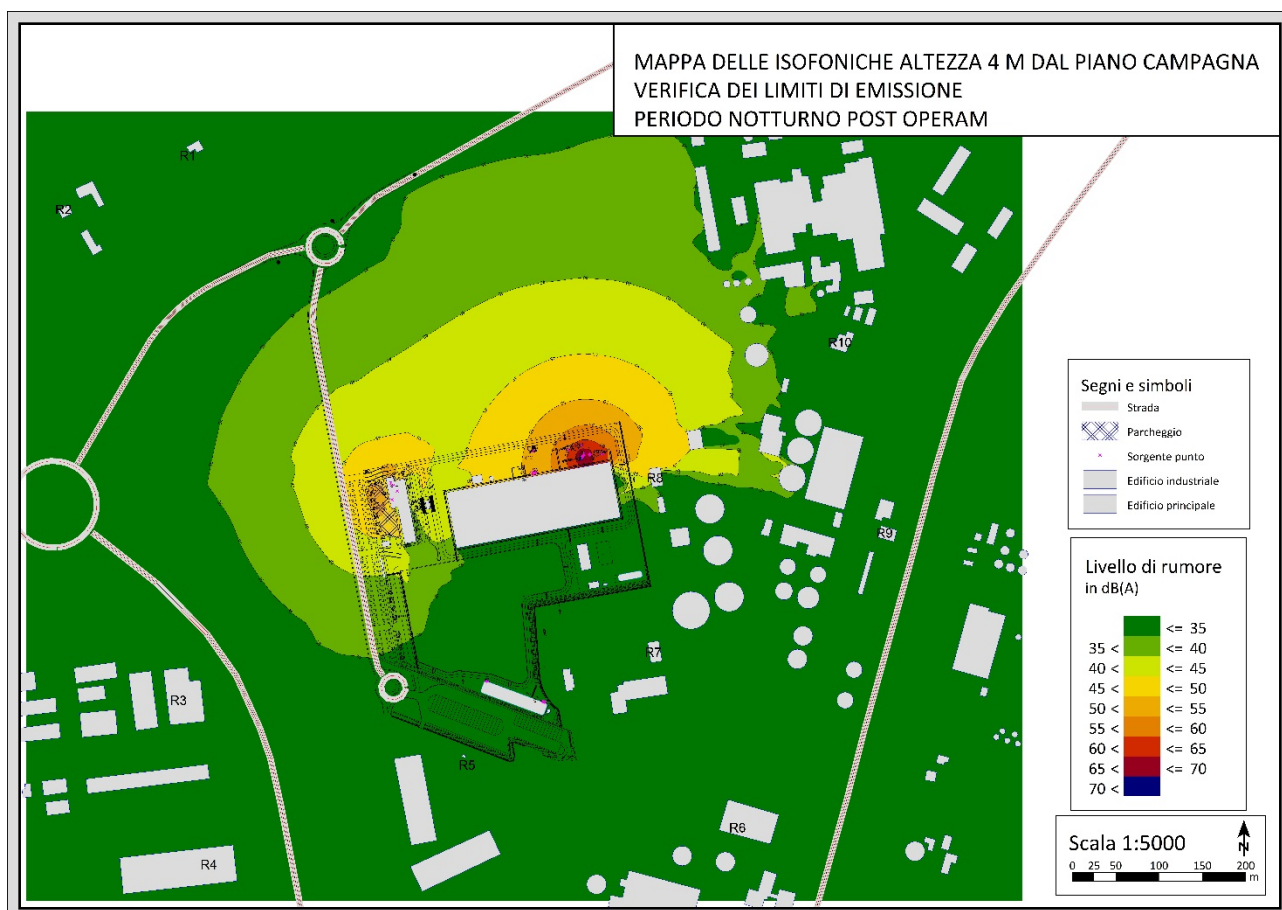 MAPPA DELLE ISOFONICHE ALTEZZA 4 M DAL PIANO CAMPAGNA
VERIFICA DEI LIMITI DI EMISSIONE
PERIODO NOTTURNO POST OPERAM
R1
R2
R10
R8
R9
R7
R3
R5
R6
R4
Segni e simboli
Strada
Parcheggio
Sorgente punto
Edificio industriale
Edificio principale
Livello di rumore
in dB(A)
<= 35
35 < <= 40
40 < <= 45
45 < <= 50
50 < <= 55
55 < <= 60
60 < <= 65
65 < <= 70
70 <
Scala 1:5000
N
0 25 50 100 150 200
m